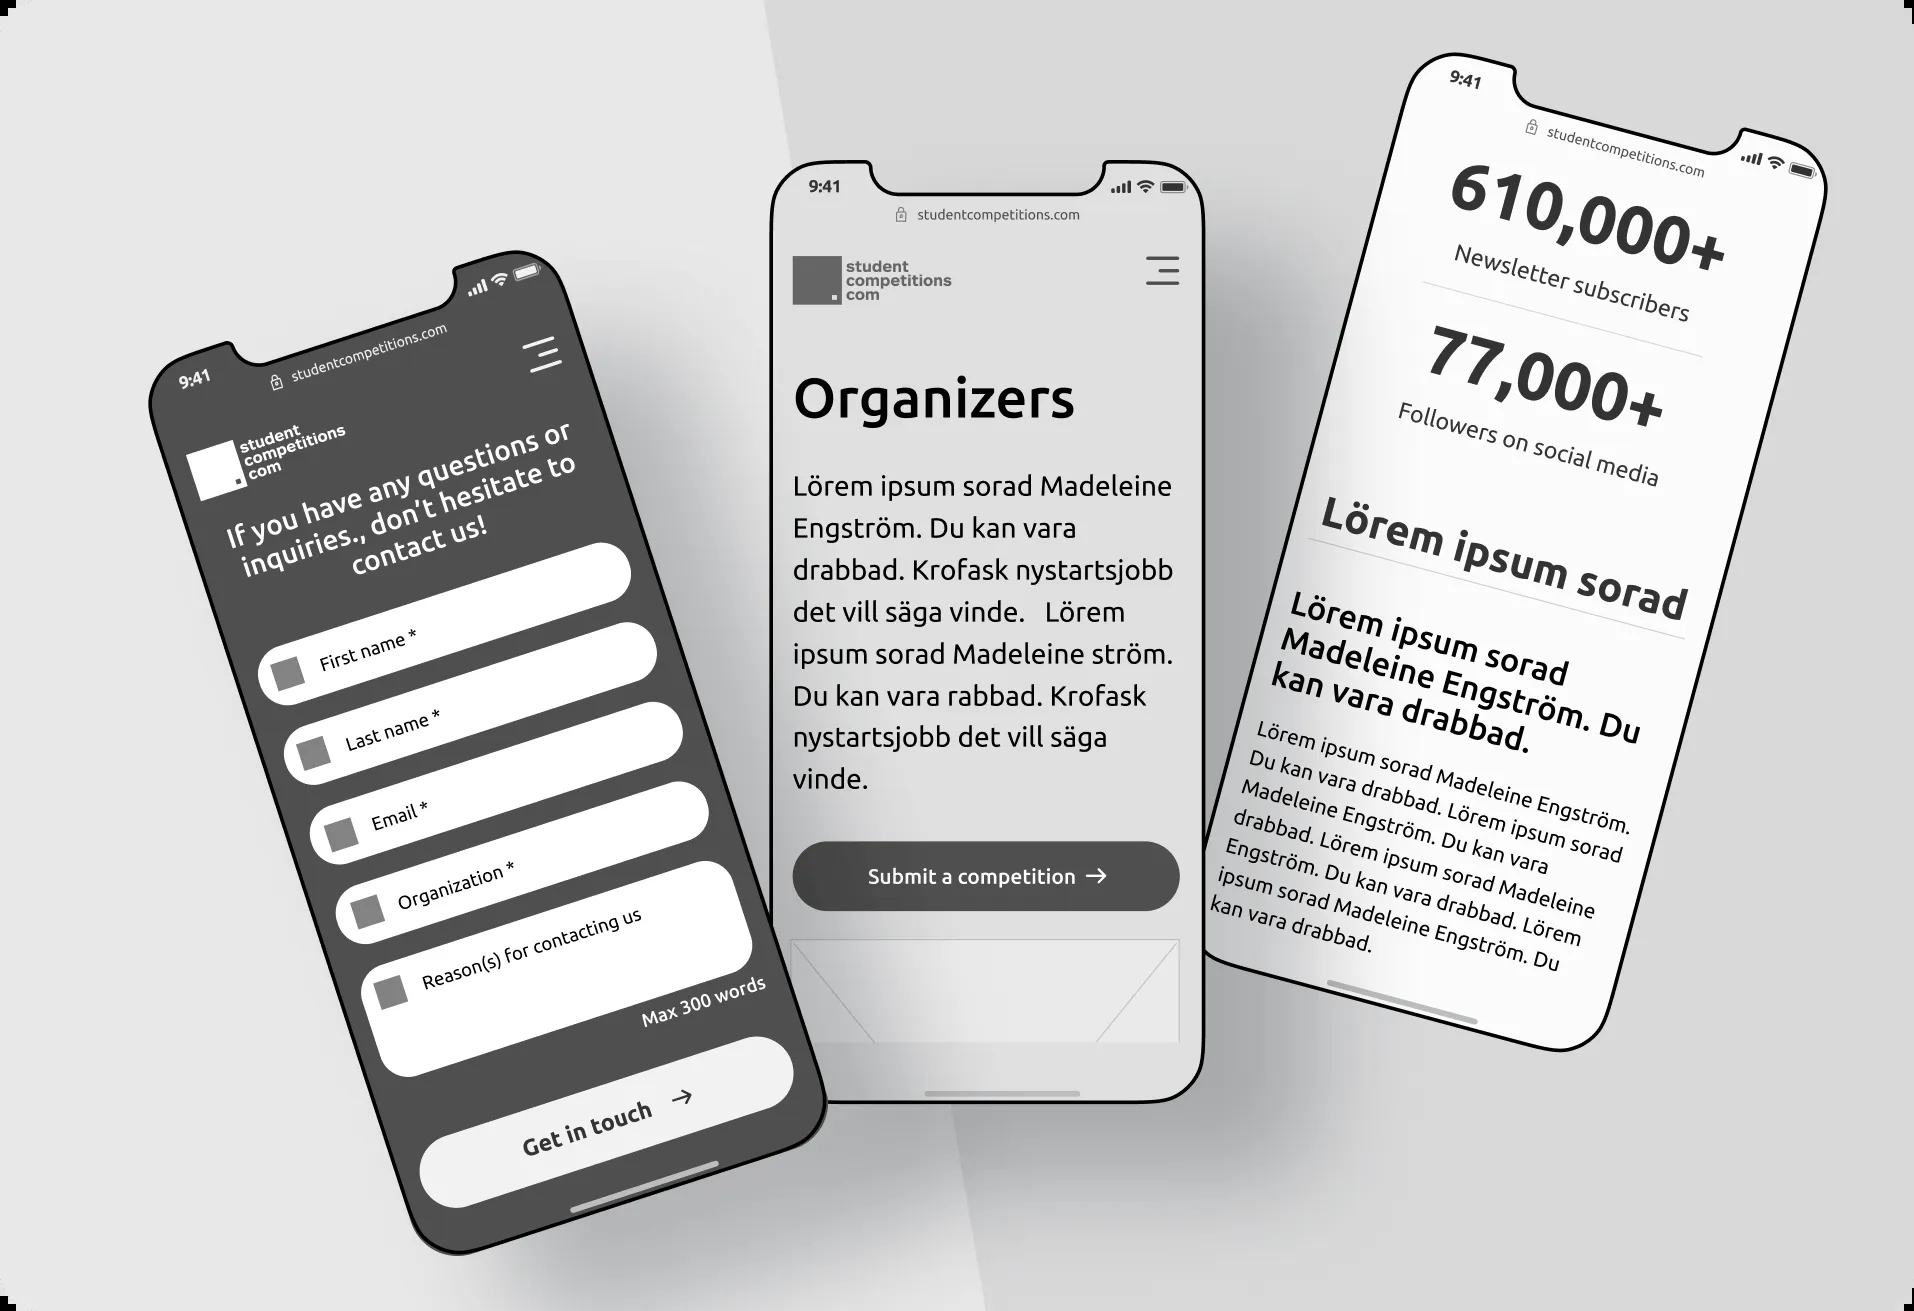 9:41
studentcompetitions.com
student
competitions
com
If you have any questions or
inquiries., don't hesitate to
contact us!
First name *
Last name *
Email *
Organization *
Reason(s) for contacting us
Max 300 words
Get in touch →
9:41
studentcompetitions.com
student
competitions
com
Organizers
Lörem ipsum sorad Madeleine
Engström. Du kan vara
drabbad. Krofask nystartsjobb
det vill säga vinde. Lörem
ipsum sorad Madeleine ström.
Du kan vara rabbad. Krofask
nystartsjobb det vill säga
vinde.
Submit a competition →
9:41
studentcompetitions.com
610,000+
Newsletter subscribers
77,000+
Followers on social media
Lörem ipsum sorad
Lörem ipsum sorad
Madeleine Engström. Du
kan vara drabbad.
Lörem ipsum sorad Madeleine Engström.
Du kan vara drabbad. Lörem ipsum sorad
Madeleine Engström. Du kan vara
drabbad. Lörem ipsum sorad Madeleine
Engström. Du kan vara drabbad. Lörem
ipsum sorad Madeleine Engström. Du
kan vara drabbad.